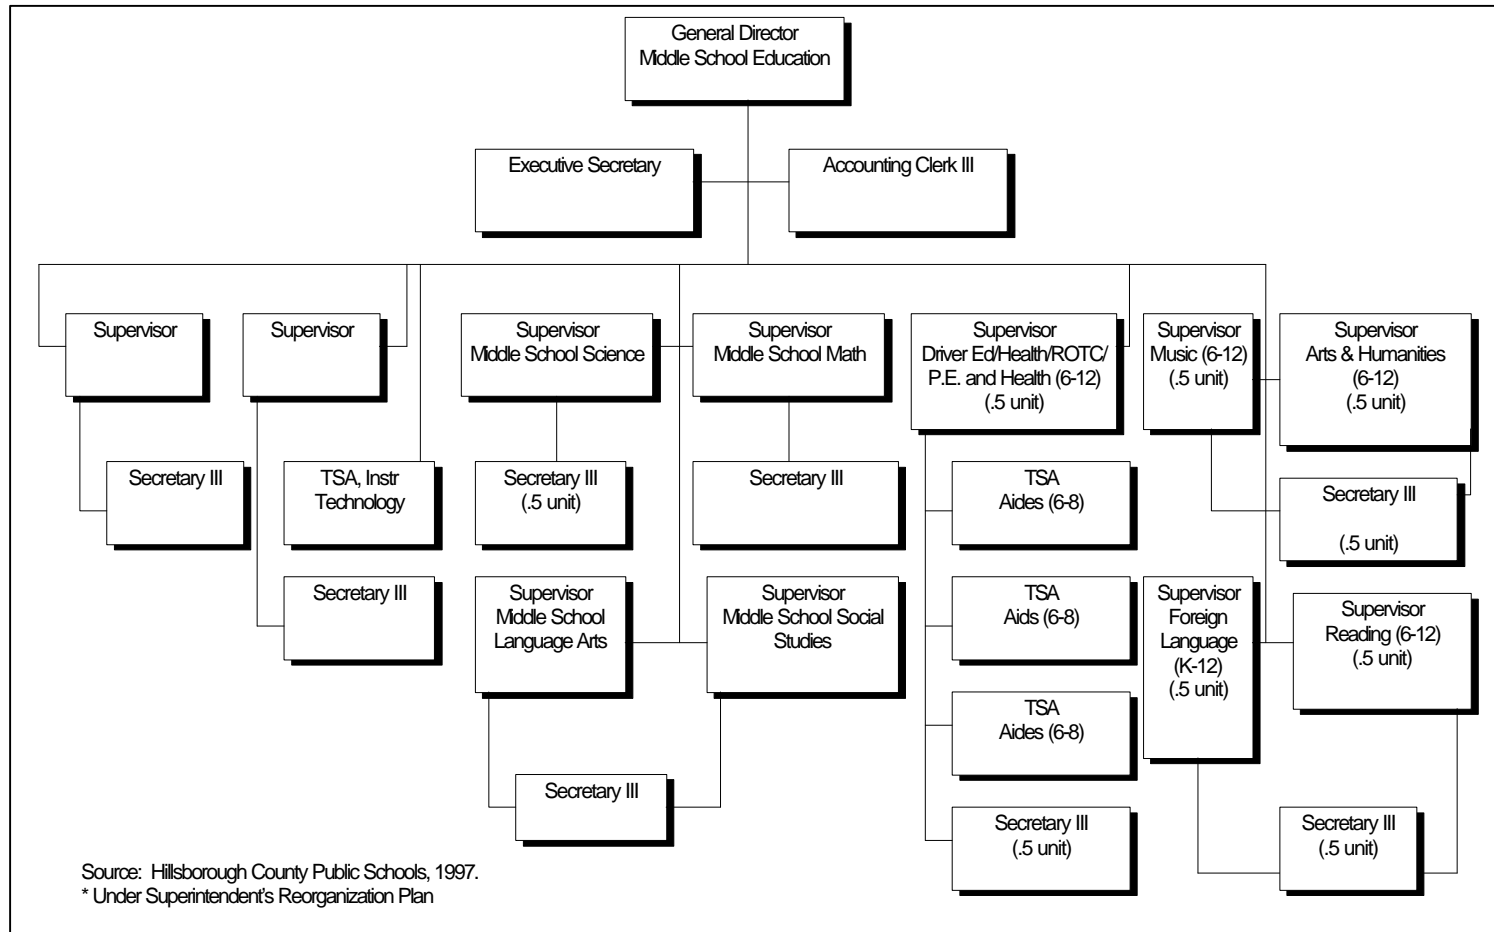 General Director
Middle School Education
Executive Secretary
Accounting Clerk III
Supervisor
Supervisor
Supervisor
Middle School Science
Supervisor
Middle School Math
Supervisor
Driver Ed/Health/ROTC/
P.E. and Health (6-12)
(.5 unit)
Supervisor
Music (6-12)
(.5 unit)
Supervisor
Arts & Humanities
(6-12)
(.5 unit)
Secretary III
TSA, Instr
Technology
Secretary III
(.5 unit)
Secretary III
TSA
Aides (6-8)
Secretary III
(.5 unit)
Secretary III
Supervisor
Middle School
Language Arts
Supervisor
Middle School Social
Studies
TSA
Aids (6-8)
Supervisor
Foreign
Language
(K-12)
(.5 unit)
Supervisor
Reading (6-12)
(.5 unit)
TSA
Aides (6-8)
Secretary III
Secretary III
(.5 unit)
Secretary III
(.5 unit)
Source: Hillsborough County Public Schools, 1997.
* Under Superintendent's Reorganization Plan